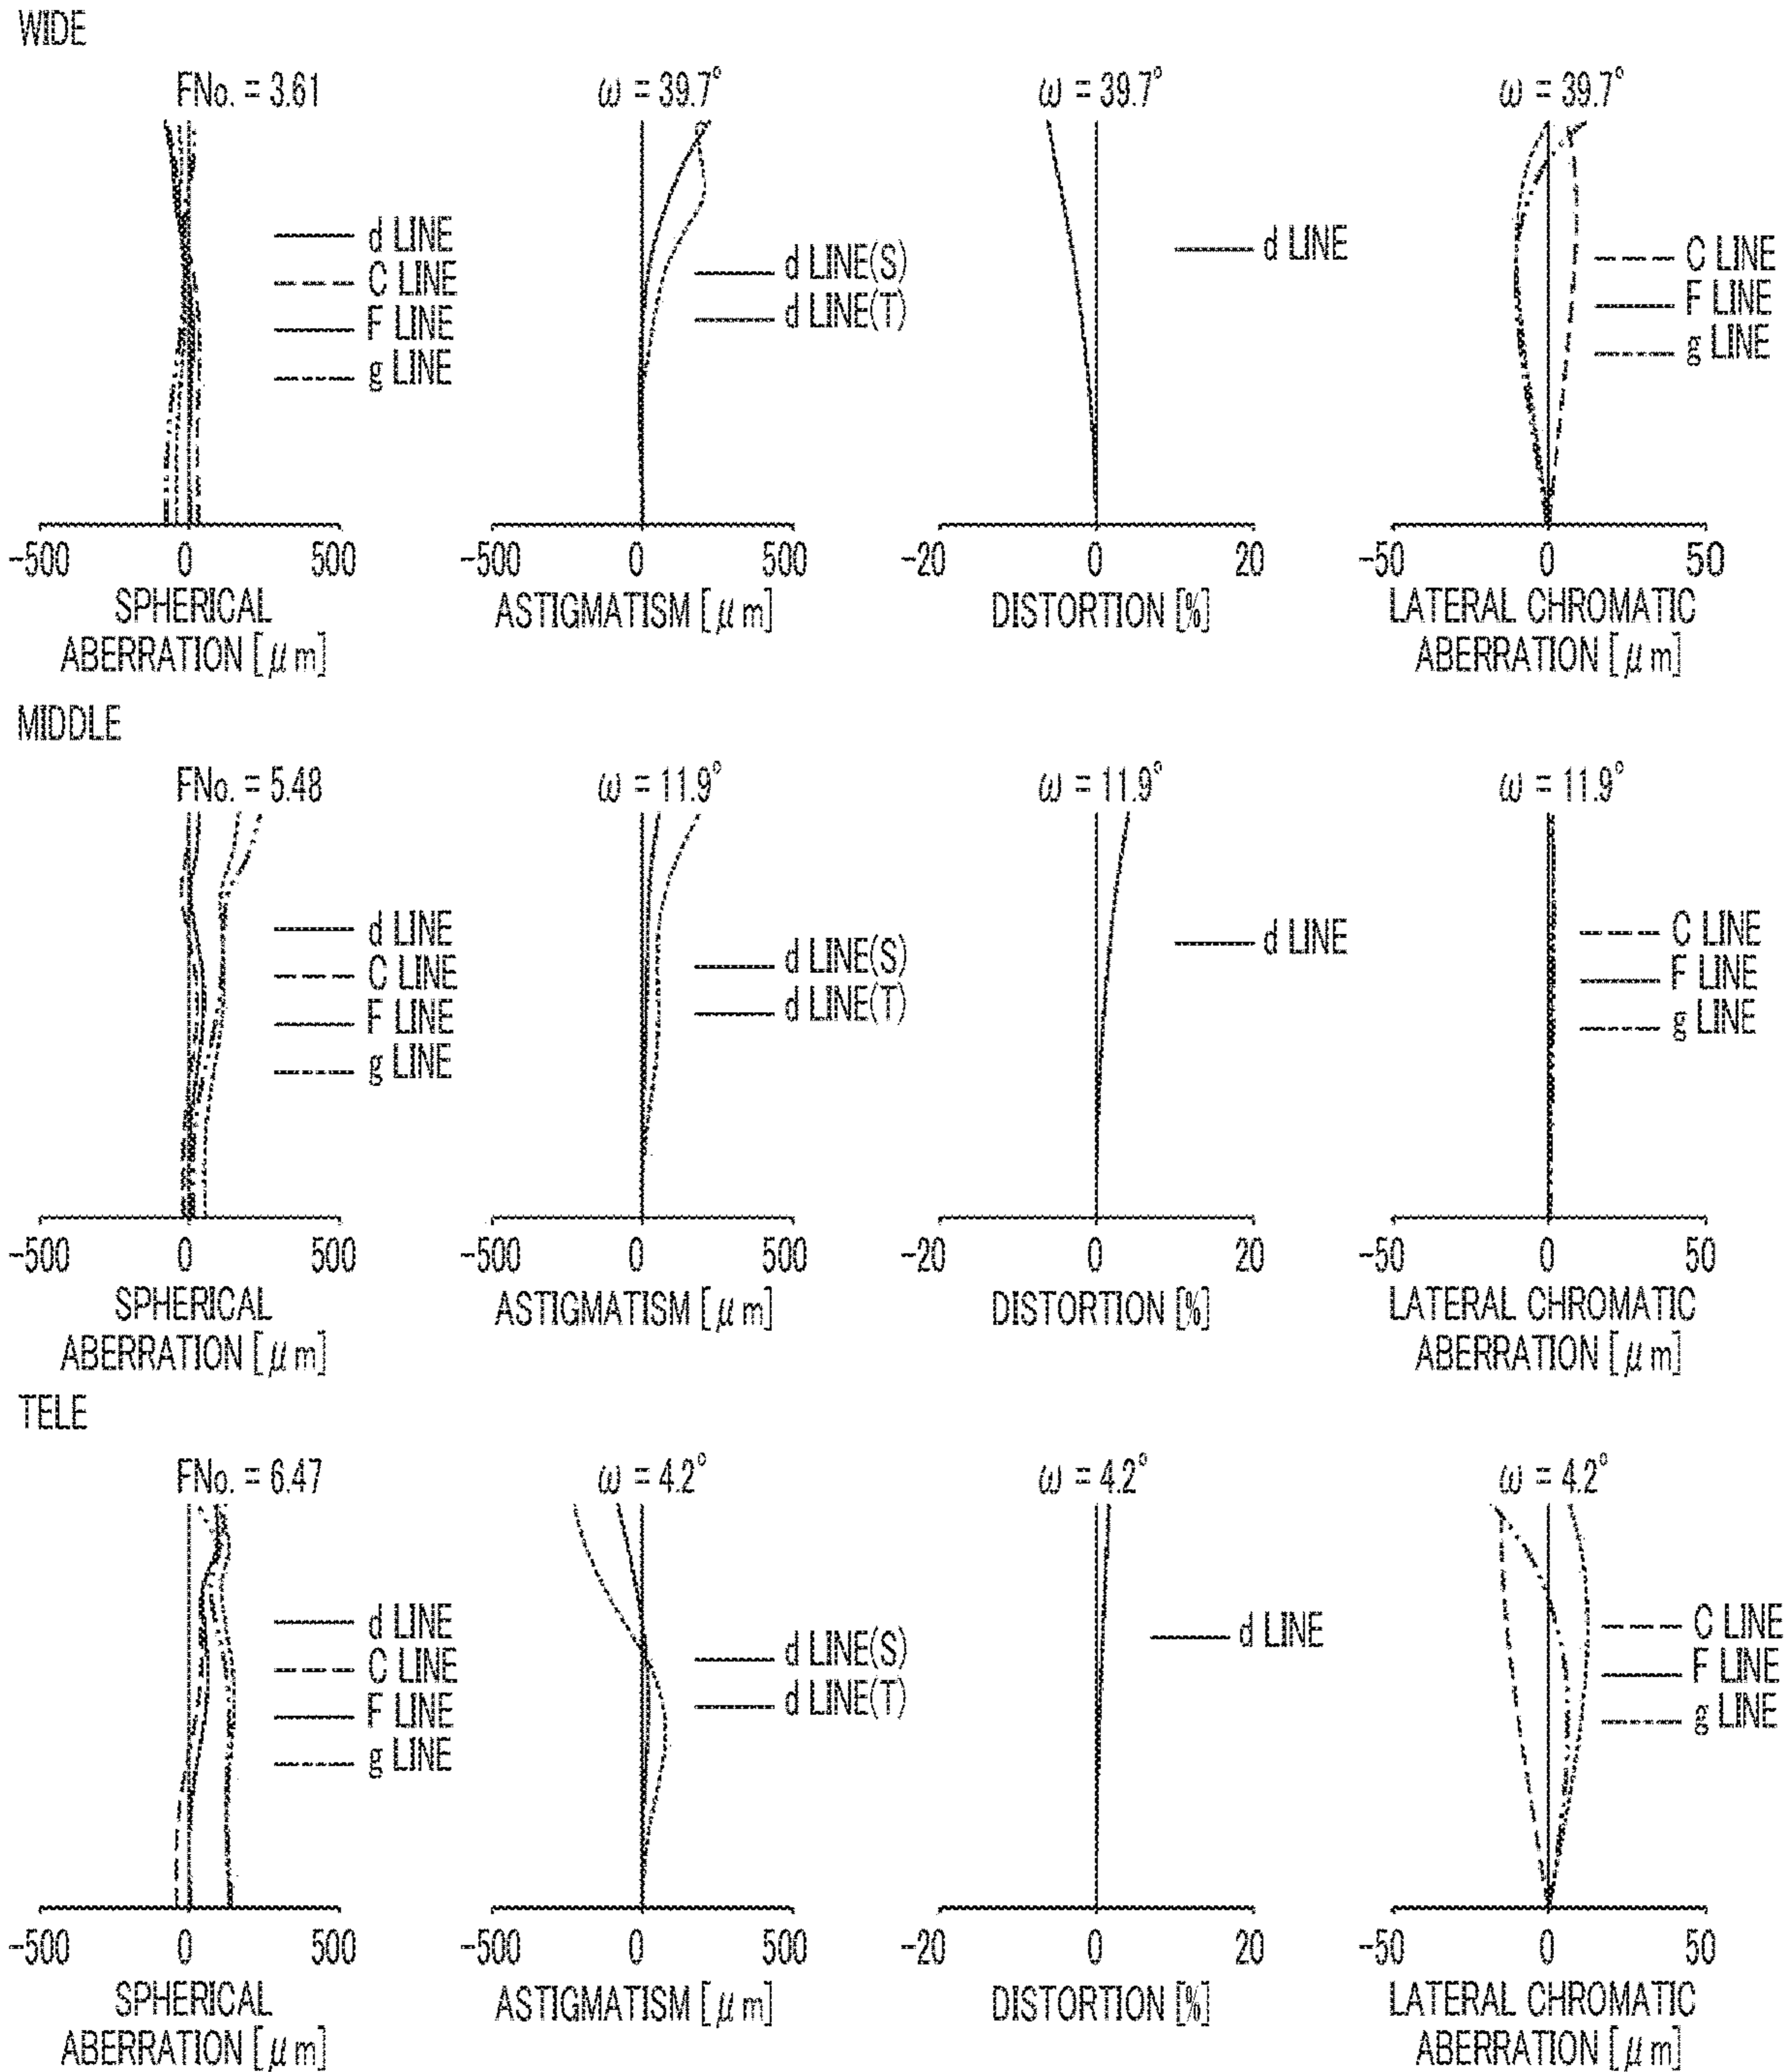 WIDE
FNo. = 3.61
ω = 39.7°
ω = 39.7°
ω = 39.7°
d LINE
C LINE
F LINE
g LINE
d LINE(S)
d LINE(T)
d LINE
C LINE
F LINE
g LINE
-500 0 500
-500 0 500
-20 0 20
-50 0 50
SPHERICAL
ABERRATION [μm]
ASTIGMATISM [μm]
DISTORTION [%]
LATERAL CHROMATIC
ABERRATION [μm]
MIDDLE
FNo. = 5.48
ω = 11.9°
ω = 11.9°
ω = 11.9°
d LINE
C LINE
F LINE
g LINE
d LINE(S)
d LINE(T)
d LINE
C LINE
F LINE
g LINE
-500 0 500
-500 0 500
-20 0 20
-50 0 50
SPHERICAL
ABERRATION [μm]
ASTIGMATISM [μm]
DISTORTION [%]
LATERAL CHROMATIC
ABERRATION [μm]
TELE
FNo. = 6.47
ω = 4.2°
ω = 4.2°
ω = 4.2°
d LINE
C LINE
F LINE
g LINE
d LINE(S)
d LINE(T)
d LINE
C LINE
F LINE
g LINE
-500 0 500
-500 0 500
-20 0 20
-50 0 50
SPHERICAL
ABERRATION [μm]
ASTIGMATISM [μm]
DISTORTION [%]
LATERAL CHROMATIC
ABERRATION [μm]